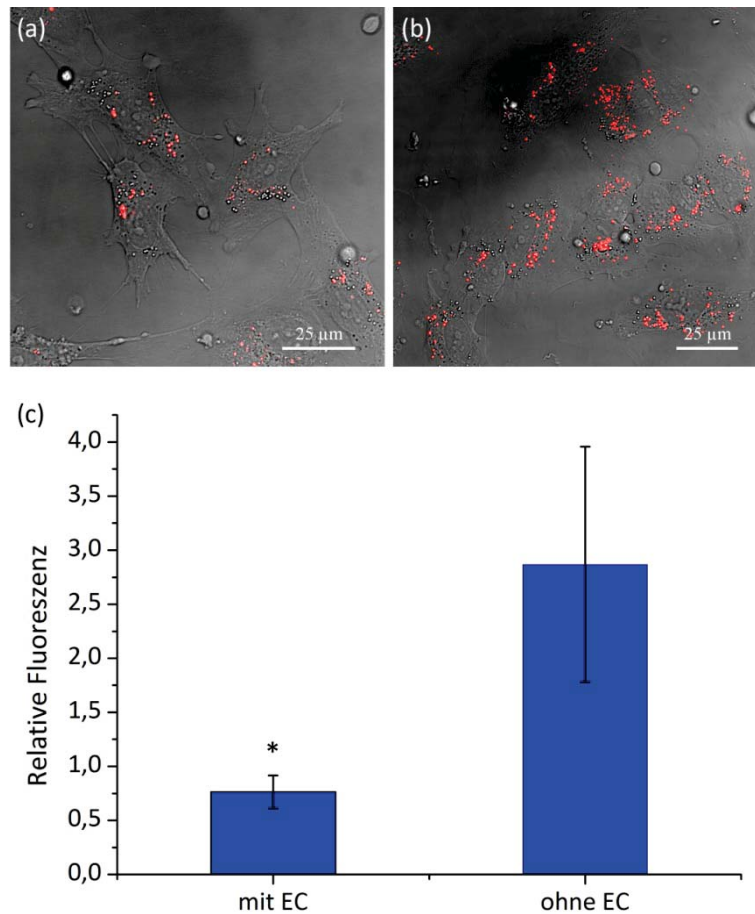 (a)
(b)
25 µm
25 µm
(c)
Relative Fluoreszenz
4,0
3,5
3,0
2,5
2,0
1,5
1,0
0,5
0,0
*
mit EC
ohne EC